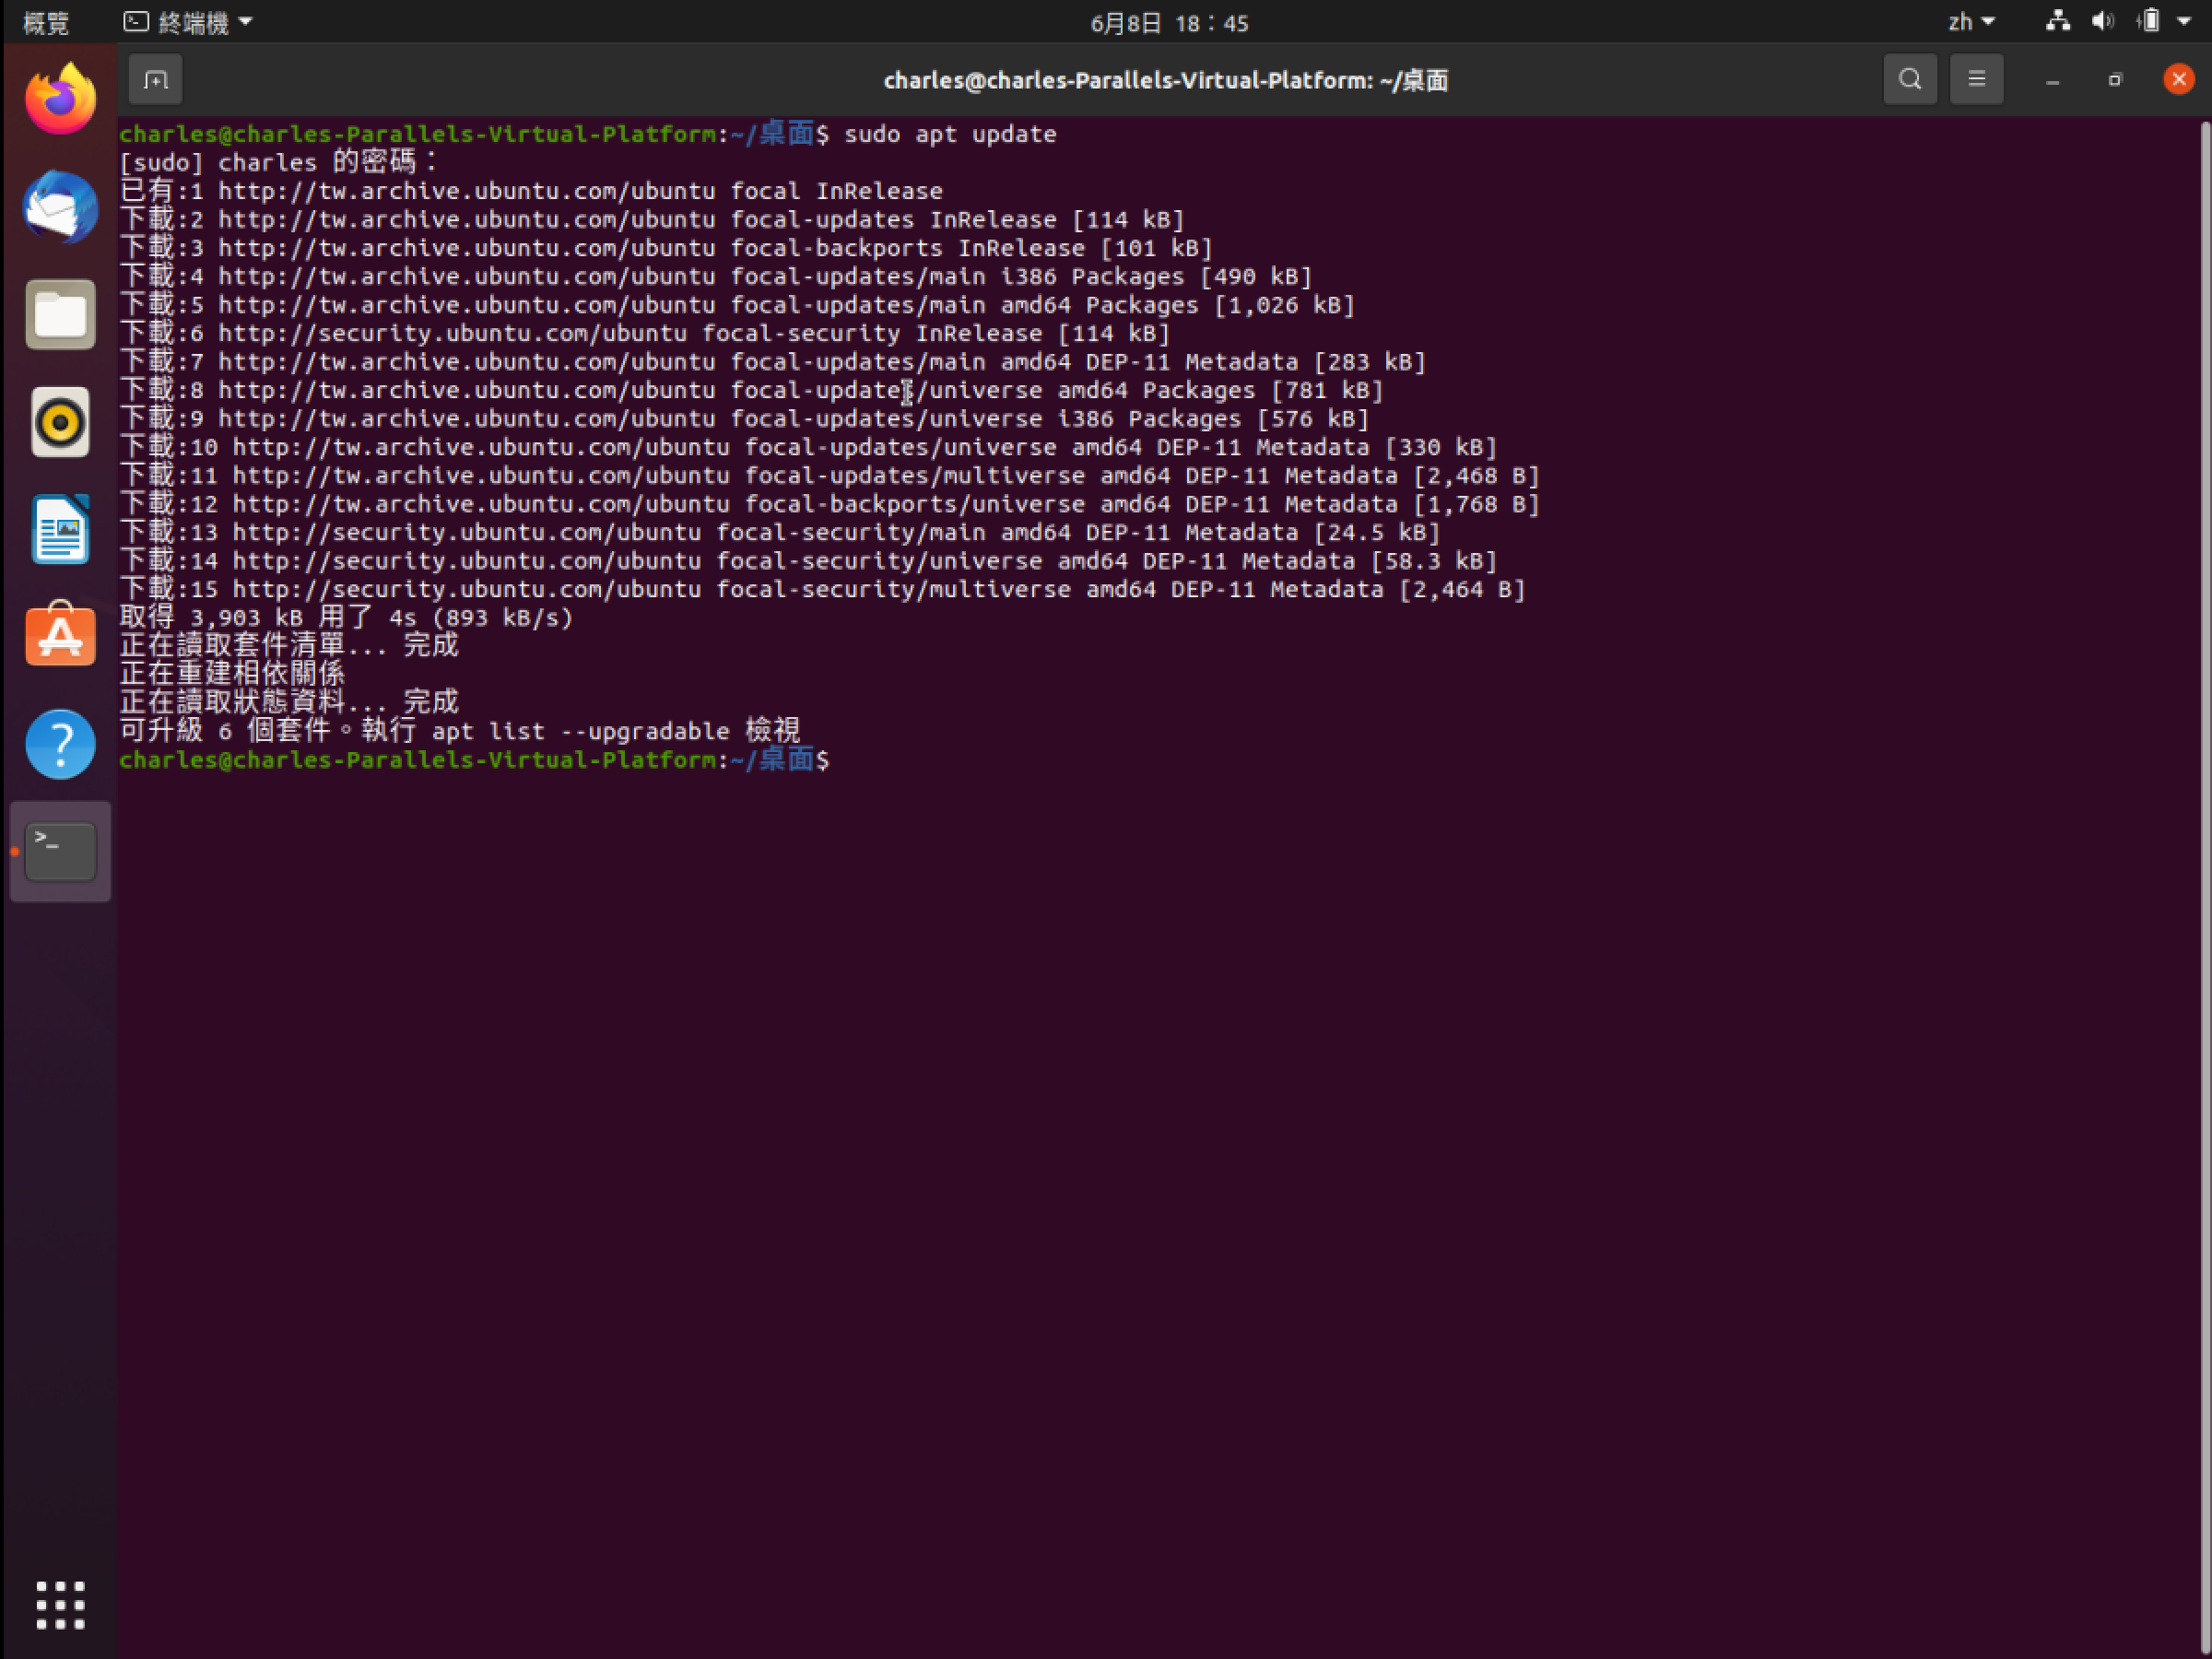 概覽
終端機
6月8日 18：45
zh
charles@charles-Parallels-Virtual-Platform: ~/桌面
charles@charles-Parallels-Virtual-Platform:~/桌面$ sudo apt update
[sudo] charles 的密碼：
已有:1 http://tw.archive.ubuntu.com/ubuntu focal InRelease
下載:2 http://tw.archive.ubuntu.com/ubuntu focal-updates InRelease [114 kB]
下載:3 http://tw.archive.ubuntu.com/ubuntu focal-backports InRelease [101 kB]
下載:4 http://tw.archive.ubuntu.com/ubuntu focal-updates/main i386 Packages [490 kB]
下載:5 http://tw.archive.ubuntu.com/ubuntu focal-updates/main amd64 Packages [1,026 kB]
下載:6 http://security.ubuntu.com/ubuntu focal-security InRelease [114 kB]
下載:7 http://tw.archive.ubuntu.com/ubuntu focal-updates/main amd64 DEP-11 Metadata [283 kB]
下載:8 http://tw.archive.ubuntu.com/ubuntu focal-updates/universe amd64 Packages [781 kB]
下載:9 http://tw.archive.ubuntu.com/ubuntu focal-updates/universe i386 Packages [576 kB]
下載:10 http://tw.archive.ubuntu.com/ubuntu focal-updates/universe amd64 DEP-11 Metadata [330 kB]
下載:11 http://tw.archive.ubuntu.com/ubuntu focal-updates/multiverse amd64 DEP-11 Metadata [2,468 B]
下載:12 http://tw.archive.ubuntu.com/ubuntu focal-backports/universe amd64 DEP-11 Metadata [1,768 B]
下載:13 http://security.ubuntu.com/ubuntu focal-security/main amd64 DEP-11 Metadata [24.5 kB]
下載:14 http://security.ubuntu.com/ubuntu focal-security/universe amd64 DEP-11 Metadata [58.3 kB]
下載:15 http://security.ubuntu.com/ubuntu focal-security/multiverse amd64 DEP-11 Metadata [2,464 B]
取得 3,903 kB 用了 4s (893 kB/s)
正在讀取套件清單... 完成
正在重建相依關係
正在讀取狀態資料... 完成
可升級 6 個套件。執行 apt list --upgradable 檢視
charles@charles-Parallels-Virtual-Platform:~/桌面$